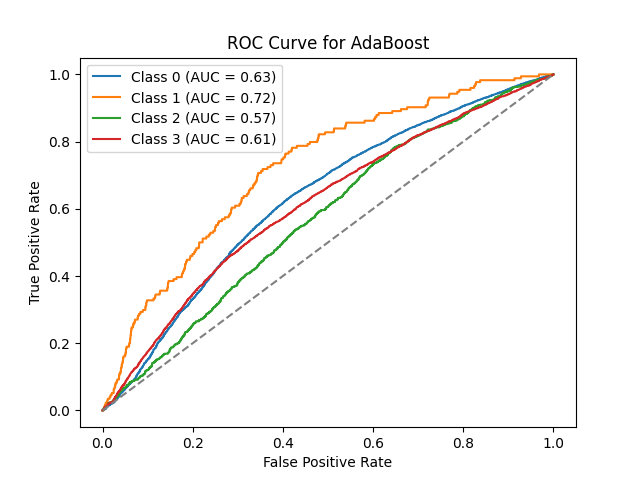 ROC Curve for AdaBoost
Class 0 (AUC = 0.63)
Class 1 (AUC = 0.72)
Class 2 (AUC = 0.57)
Class 3 (AUC = 0.61)
True Positive Rate
1.0
0.8
0.6
0.4
0.2
0.0
0.0 0.2 0.4 0.6 0.8 1.0
False Positive Rate